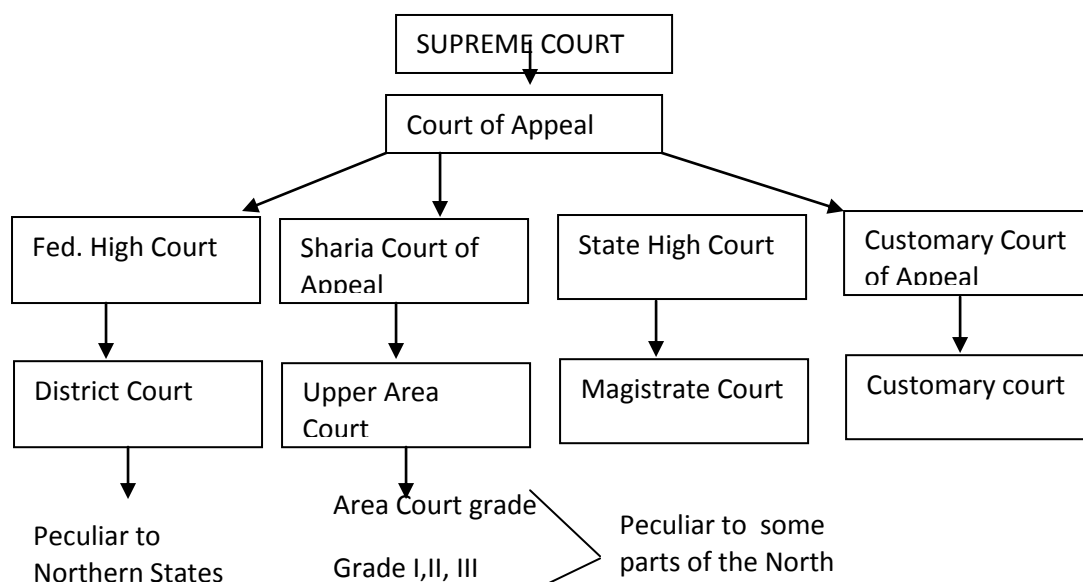 SUPREME COURT
Court of Appeal
Fed. High Court
Sharia Court of
Appeal
State High Court
Customary Court
of Appeal
District Court
Upper Area
Court
Magistrate Court
Customary court
Peculiar to
Northern States
Area Court grade
Grade I,II, III
Peculiar to some
parts of the North